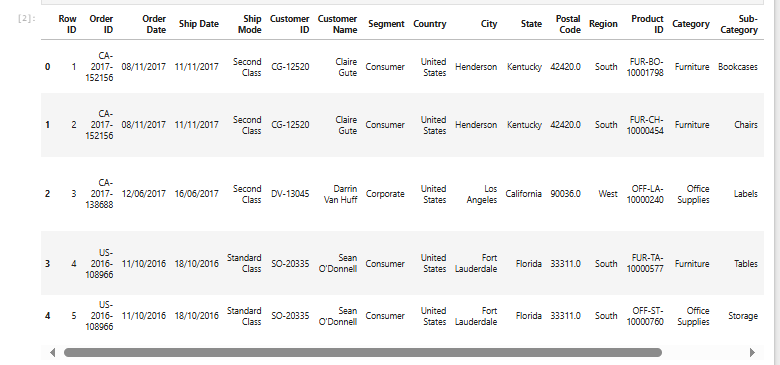 [2]:
Row ID Order ID Order Date Ship Date Ship Mode Customer ID Customer Name Segment Country City State Postal Code Region Product ID Category Sub-Category
0 1 CA-2017-152156 08/11/2017 11/11/2017 Second Class CG-12520 Claire Gute Consumer United States Henderson Kentucky 42420.0 South FUR-BO-10001798 Furniture Bookcases
1 2 CA-2017-152156 08/11/2017 11/11/2017 Second Class CG-12520 Claire Gute Consumer United States Henderson Kentucky 42420.0 South FUR-CH-10000454 Furniture Chairs
2 3 CA-2017-138688 12/06/2017 16/06/2017 Second Class DV-13045 Darrin Van Huff Corporate United States Los Angeles California 90036.0 West OFF-LA-10000240 Office Supplies Labels
3 4 US-2016-108966 11/10/2016 18/10/2016 Standard Class SO-20335 Sean O'Donnell Consumer United States Fort Lauderdale Florida 33311.0 South FUR-TA-10000577 Furniture Tables
4 5 US-2016-108966 11/10/2016 18/10/2016 Standard Class SO-20335 Sean O'Donnell Consumer United States Fort Lauderdale Florida 33311.0 South OFF-ST-10000760 Office Supplies Storage